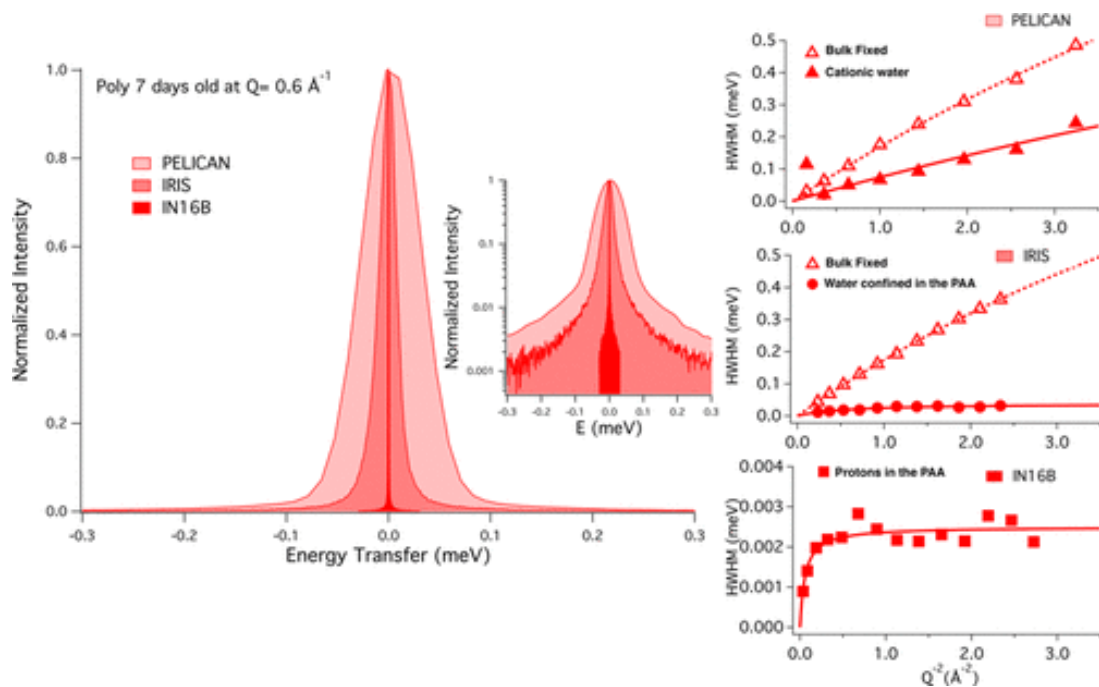 Poly 7 days old at Q= 0.6 Å⁻¹
PELICAN
IRIS
IN16B
Normalized Intensity
1.0
0.8
0.6
0.4
0.2
0.0
-0.3
-0.1
0.0
0.1
0.2
0.3
Energy Transfer (meV)
Normalized Intensity
1
0.1
0.01
0.001
-0.3
-0.2
-0.1
0.0
0.1
0.2
0.3
E (meV)
PELICAN
Bulk Fixed
Cationic water
HWHM (meV)
0.5
0.4
0.3
0.2
0.1
0.0
0.0
1.0
2.0
3.0
IRIS
Bulk Fixed
Water confined in the PAA
HWHM (meV)
0.5
0.4
0.3
0.2
0.1
0.0
0.0
1.0
2.0
3.0
Protons in the PAA
IN16B
HWHM (meV)
0.004
0.003
0.002
0.001
0.000
0.0
1.0
2.0
3.0
Q⁻²(Å⁻²)